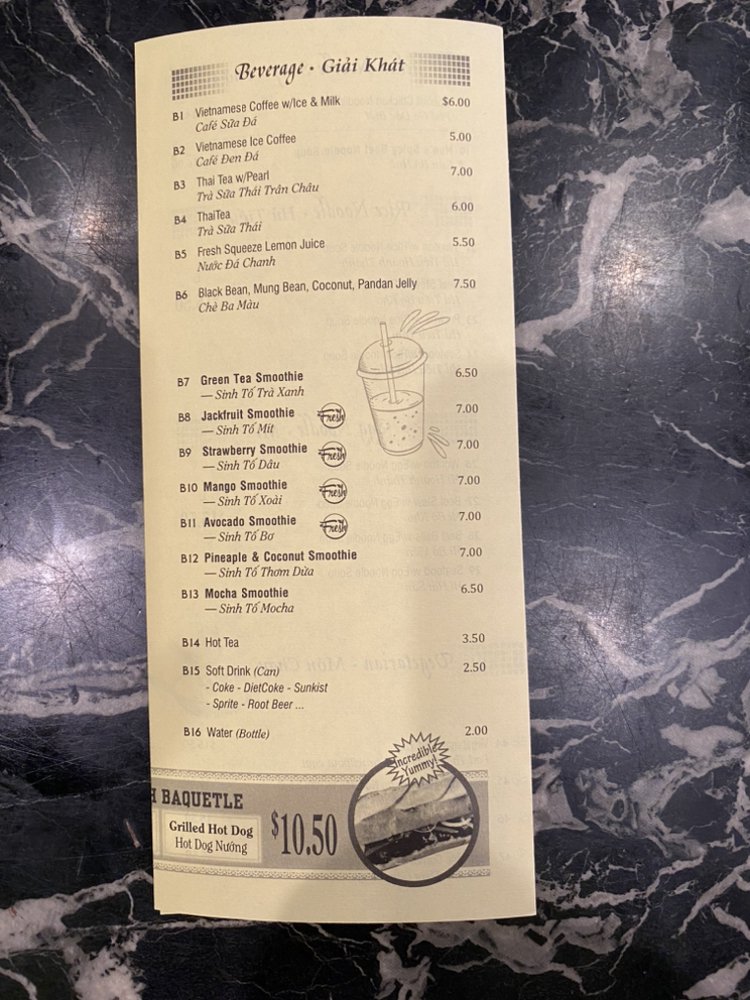 Beverage · Giải Khát
B1 Vietnamese Coffee w/Ice & Milk $6.00
Café Sữa Đá
B2 Vietnamese Ice Coffee 5.00
Café Đen Đá
B3 Thai Tea w/Pearl 7.00
Trà Sữa Thái Trân Châu
B4 ThaiTea 6.00
Trà Sữa Thái
B5 Fresh Squeeze Lemon Juice 5.50
Nước Đá Chanh
B6 Black Bean, Mung Bean, Coconut, Pandan Jelly 7.50
Chè Ba Màu
B7 Green Tea Smoothie 6.50
— Sinh Tố Trà Xanh
B8 Jackfruit Smoothie Fresh 7.00
— Sinh Tố Mít
B9 Strawberry Smoothie Fresh 7.00
— Sinh Tố Dâu
B10 Mango Smoothie Fresh 7.00
— Sinh Tố Xoài
B11 Avocado Smoothie Fresh 7.00
— Sinh Tố Bơ
B12 Pineaple & Coconut Smoothie 7.00
— Sinh Tố Thơm Dừa
B13 Mocha Smoothie 6.50
— Sinh Tố Mocha
B14 Hot Tea 3.50
B15 Soft Drink (Can) 2.50
- Coke - DietCoke - Sunkist
- Sprite - Root Beer ...
B16 Water (Bottle) 2.00
Incredible
Yummy!
H BAQUETLE
Grilled Hot Dog
Hot Dog Nướng
$10.50